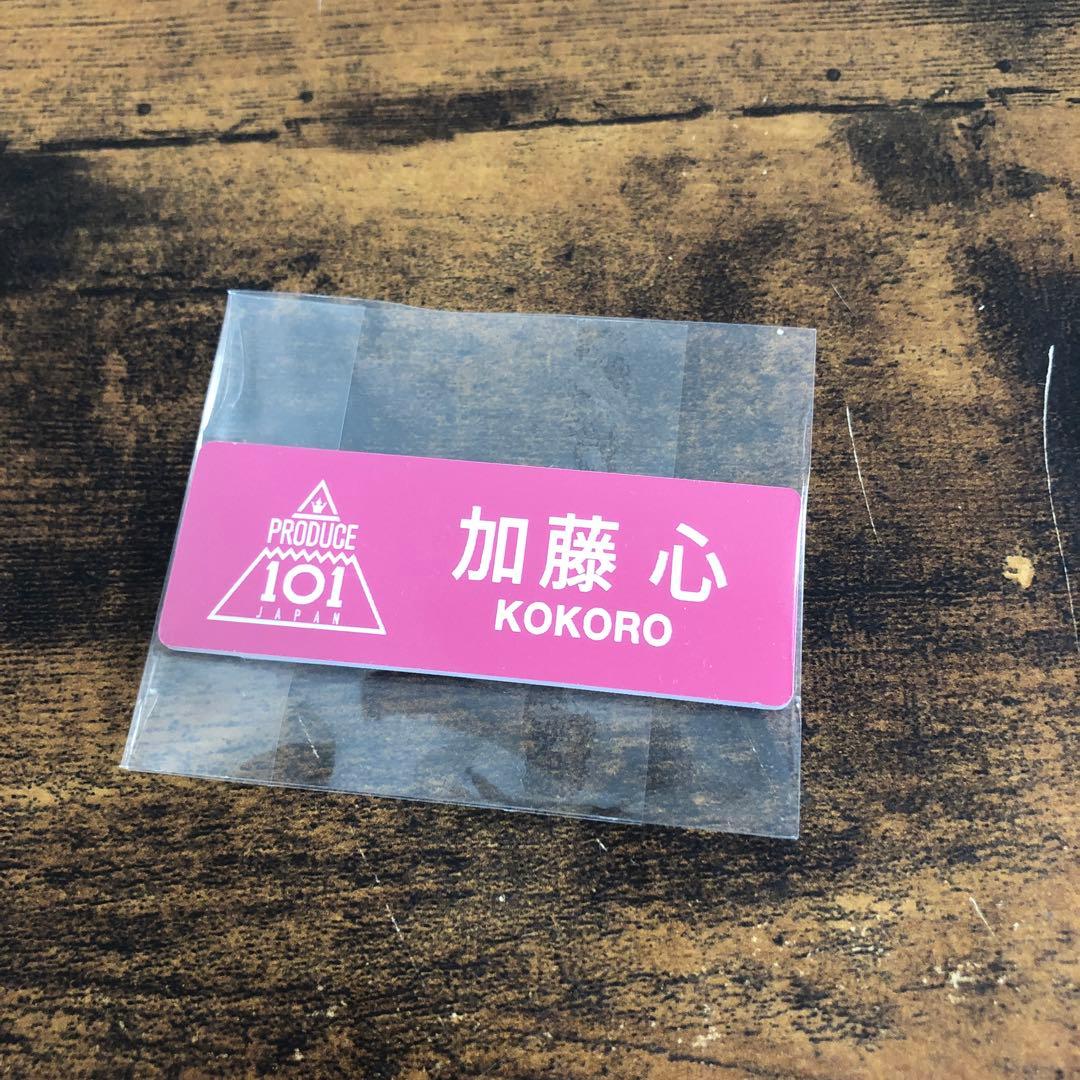 PRODUCE
101
JAPAN
加藤 心
KOKORO